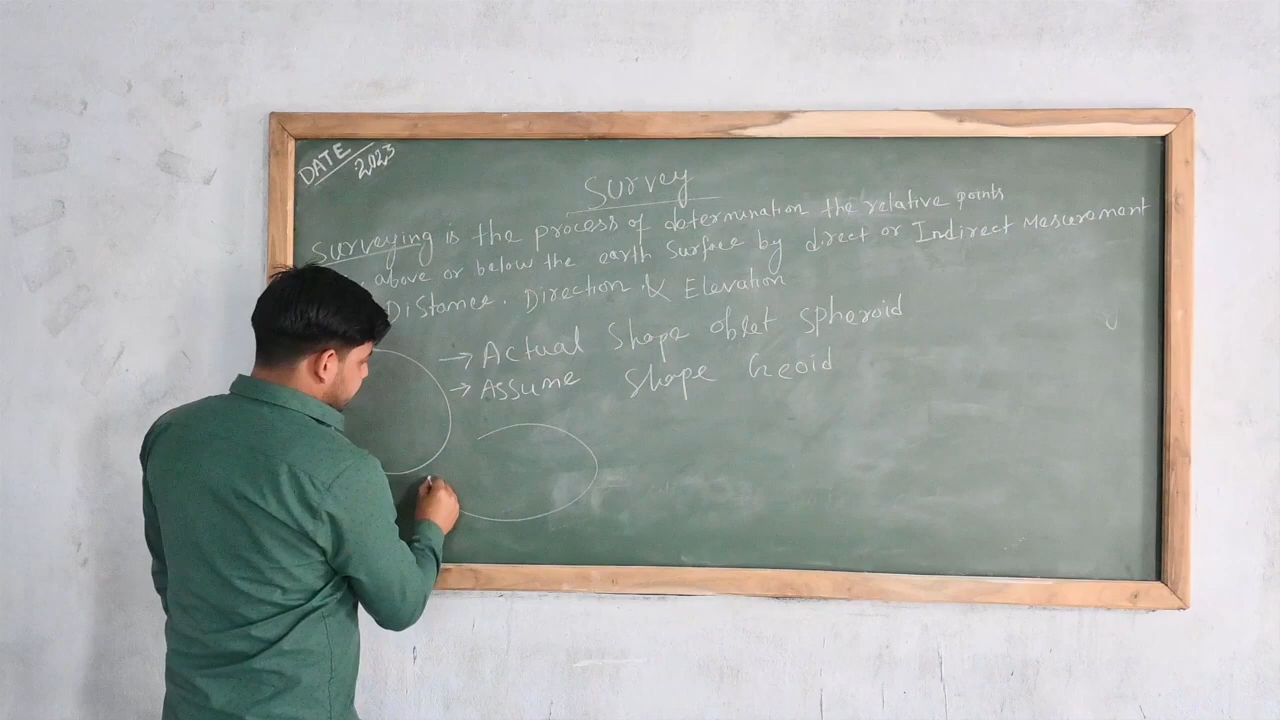 DATE
2023
Survey
Surveying is the process of determination the relative points
above or below the earth Surface by direct or Indirect Mesurement
Distance. Direction & Elevation
→ Actual Shape oblet Spheroid
→ Assume Shape Geoid